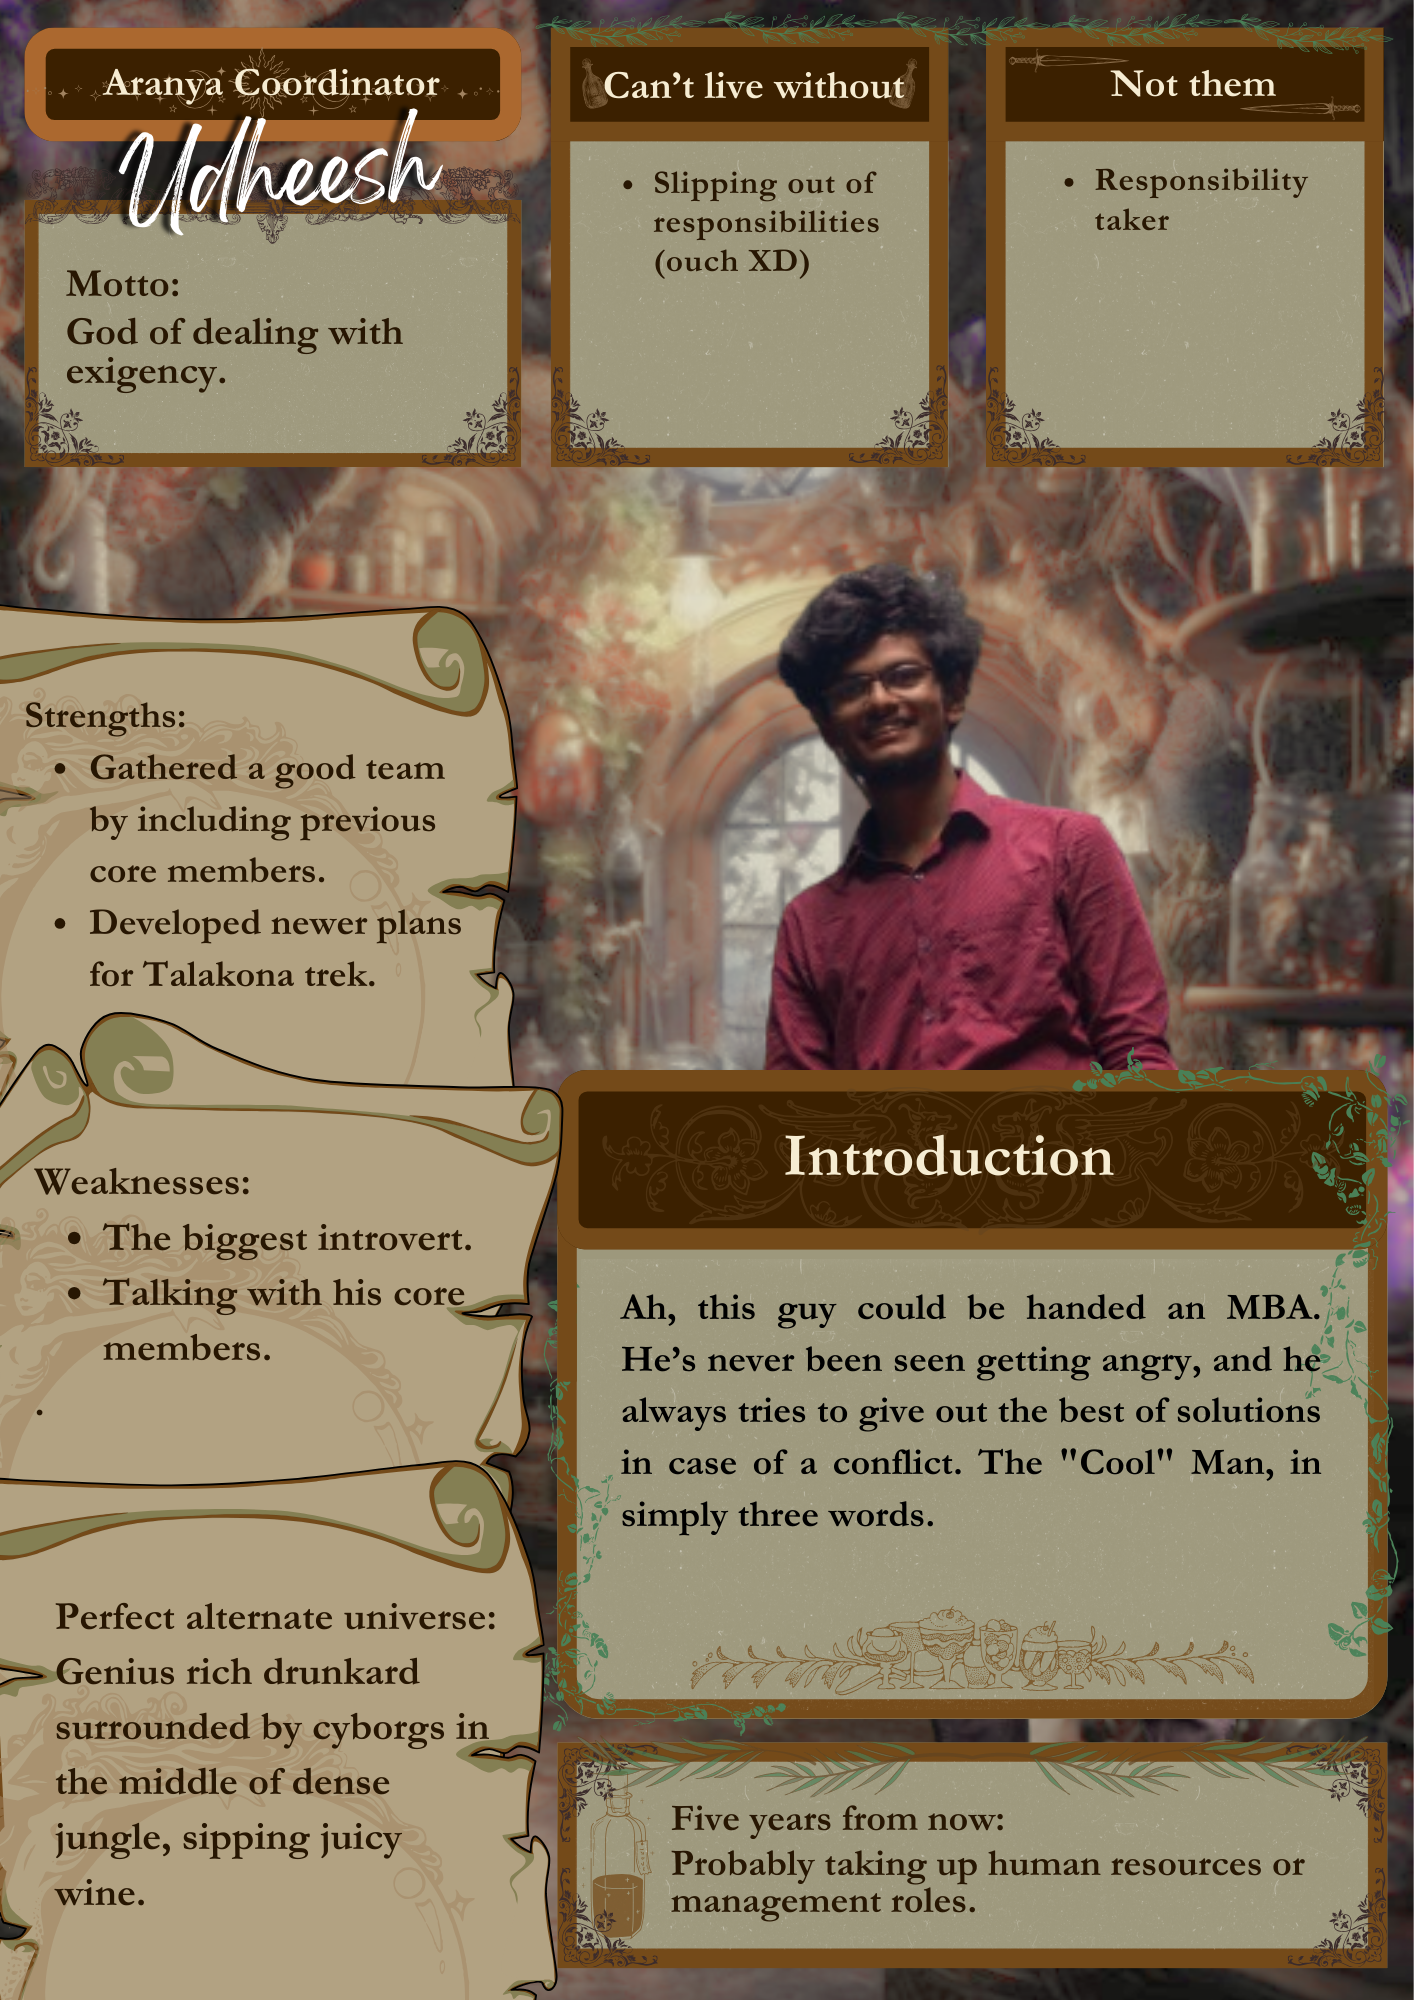 Aranya Coordinator
Udheesh
Motto:
God of dealing with
exigency.
Can't live without
• Slipping out of
responsibilities
(ouch XD)
Not them
• Responsibility
taker
Strengths:
• Gathered a good team
by including previous
core members.
• Developed newer plans
for Talakona trek.
Weaknesses:
• The biggest introvert.
• Talking with his core
members.
.
Perfect alternate universe:
Genius rich drunkard
surrounded by cyborgs in
the middle of dense
jungle, sipping juicy
wine.
Introduction
Ah, this guy could be handed an MBA.
He's never been seen getting angry, and he
always tries to give out the best of solutions
in case of a conflict. The "Cool" Man, in
simply three words.
Five years from now:
Probably taking up human resources or
management roles.